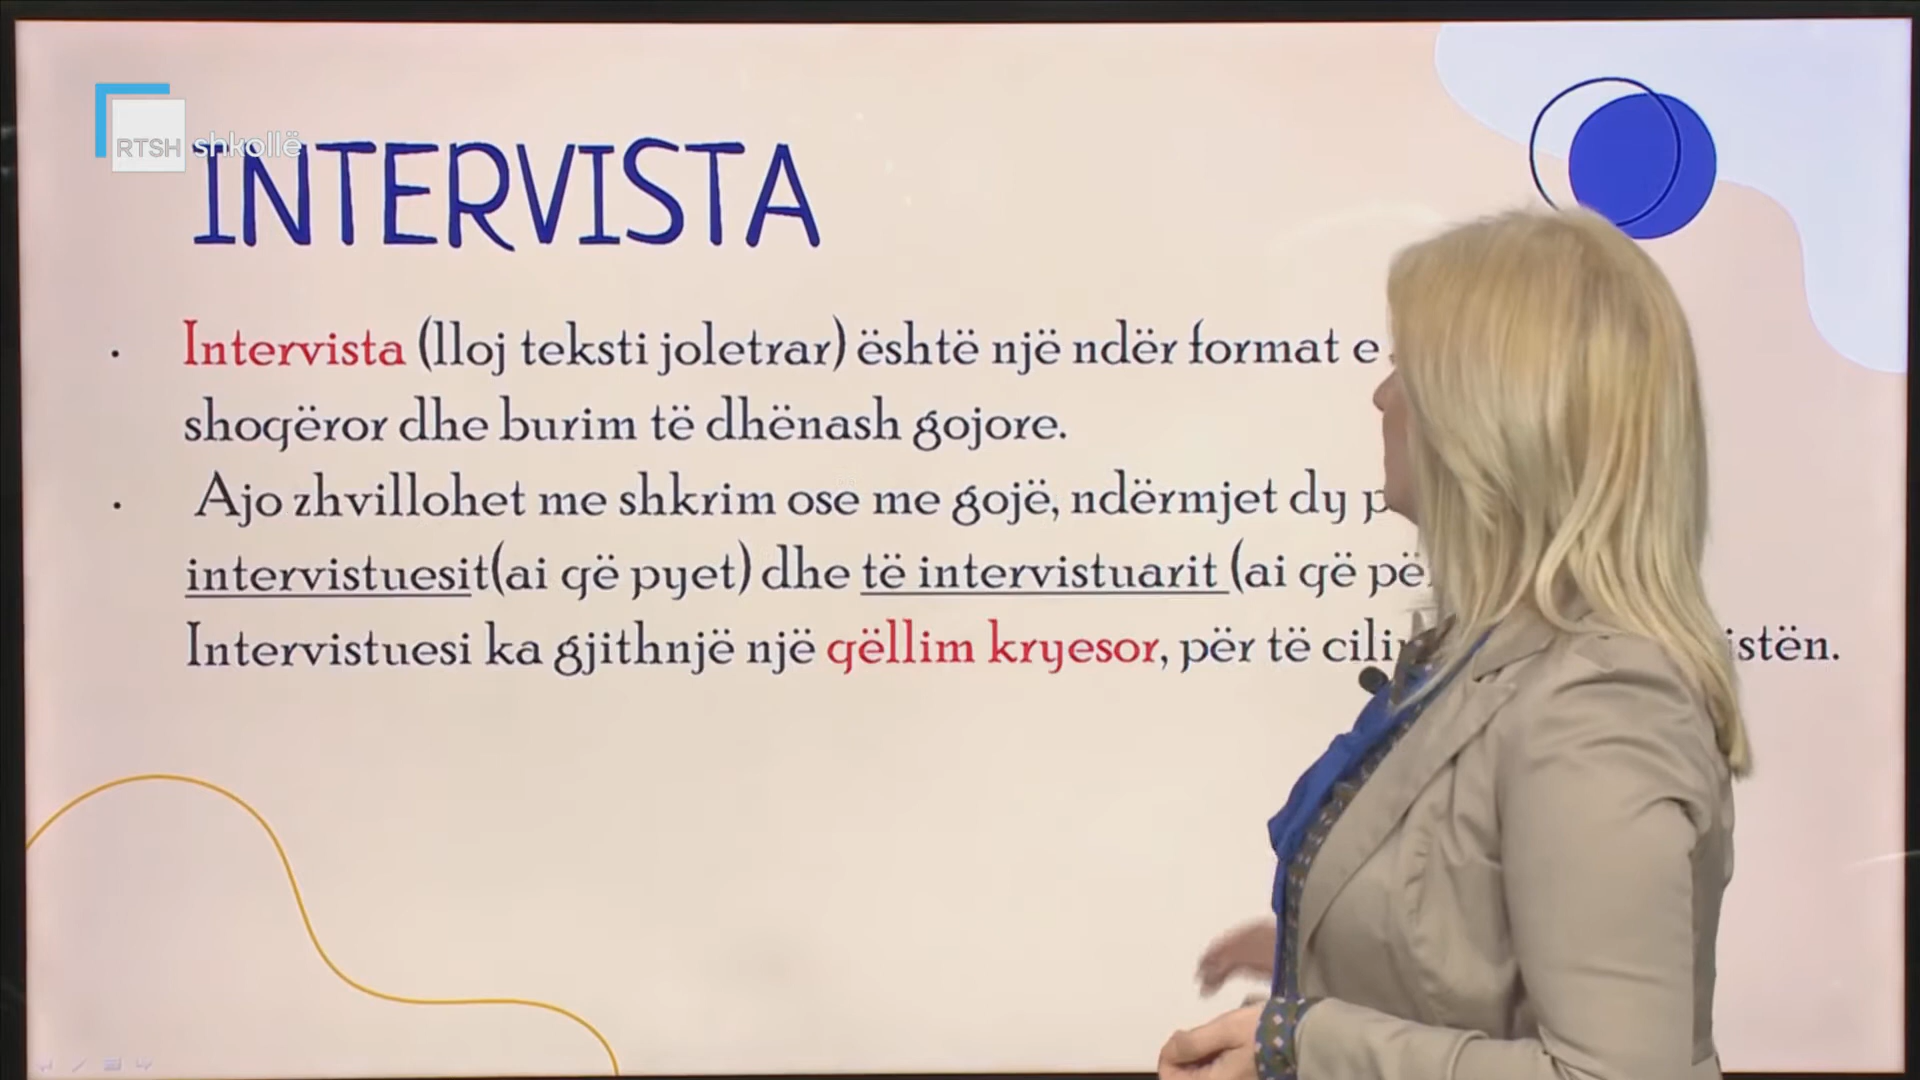 RTSH shkollë
INTERVISTA
· Intervista (lloj teksti joletrar) është një ndër format e
shoqëror dhe burim të dhënash gojore.
· Ajo zhvillohet me shkrim ose me gojë, ndërmjet dy
intervistuesit(ai që pyet) dhe të intervistuarit (ai që
Intervistuesi ka gjithnjë një qëllim kryesor, për të